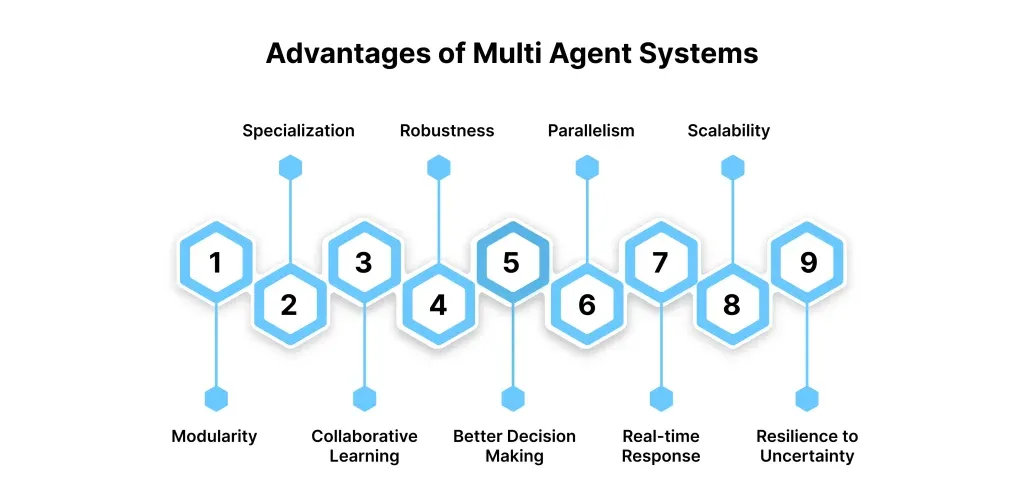 Advantages of Multi Agent Systems
Specialization
Robustness
Parallelism
Scalability
1
2
3
4
5
6
7
8
9
Modularity
Collaborative
Learning
Better Decision
Making
Real-time
Response
Resilience to
Uncertainty